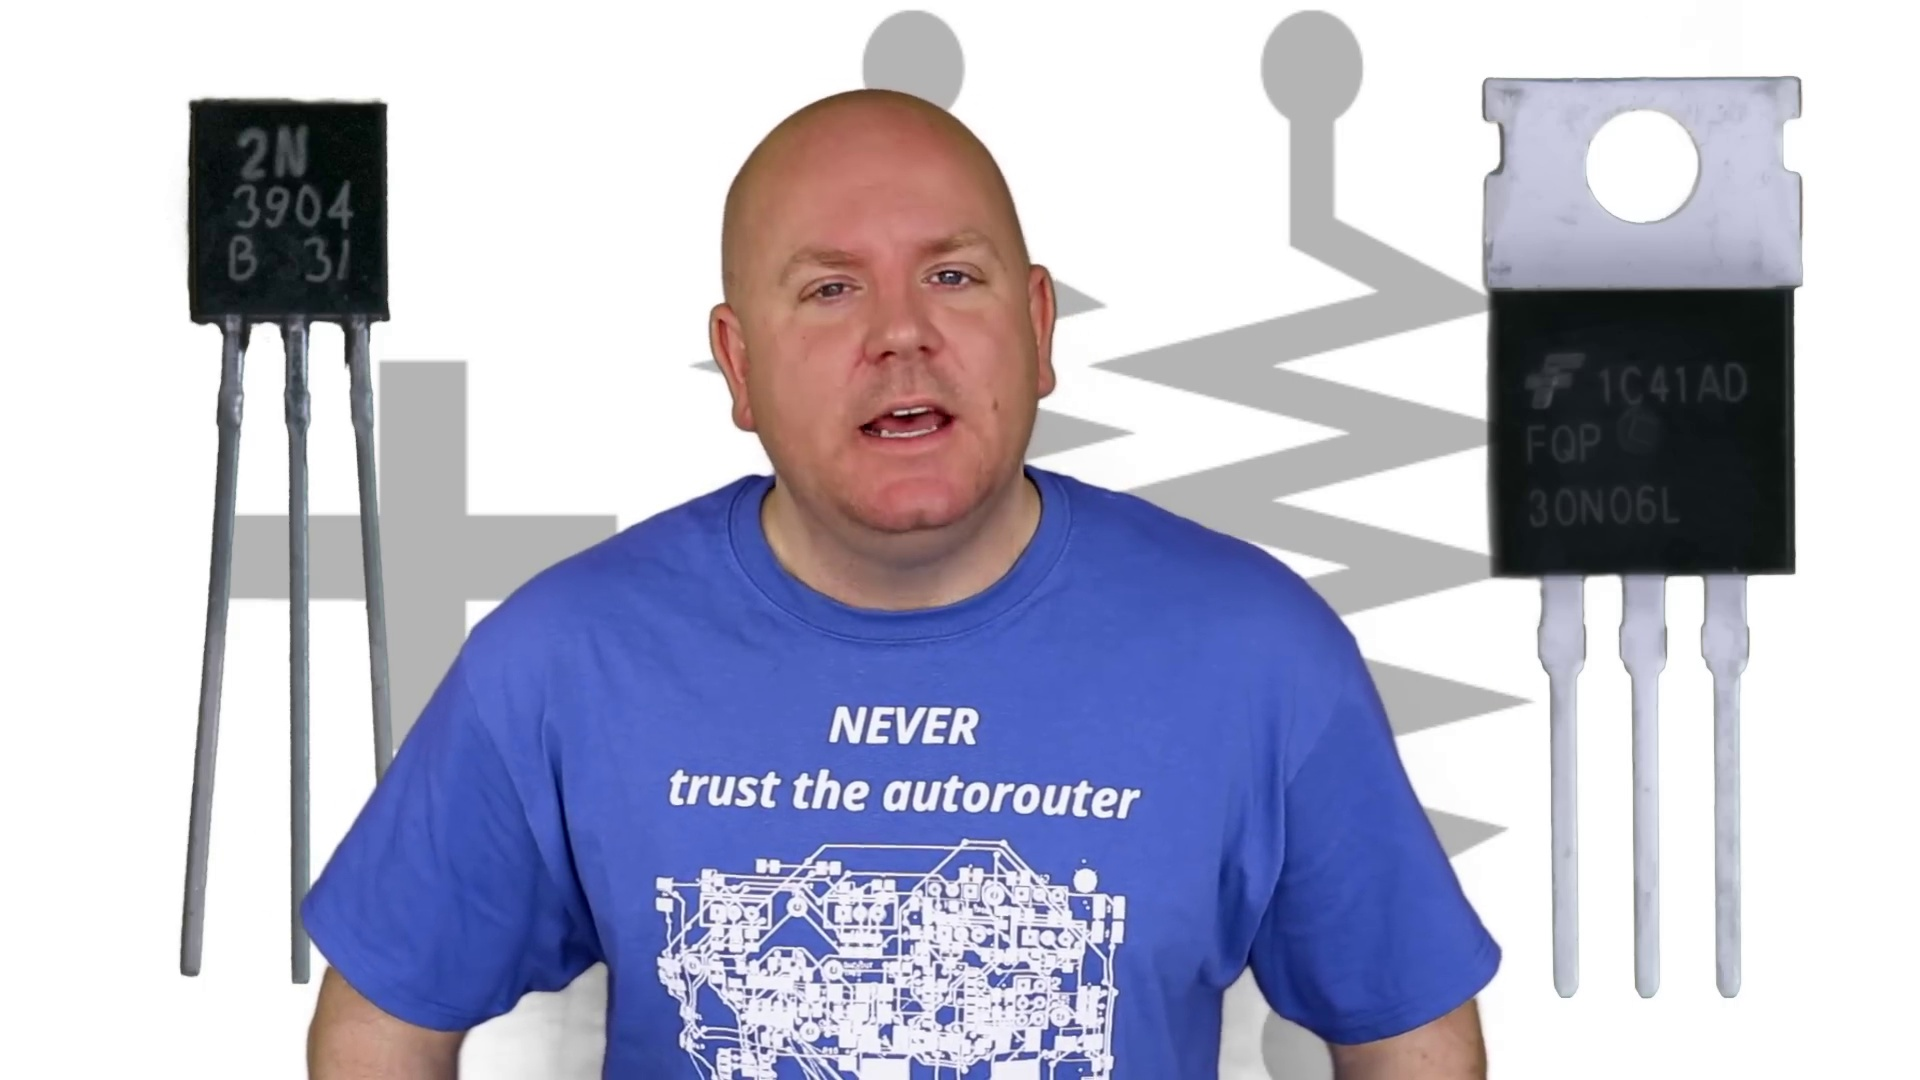 2N
3904
B 31
NEVER
trust the autorouter
1C41AD
FQP
30N06L